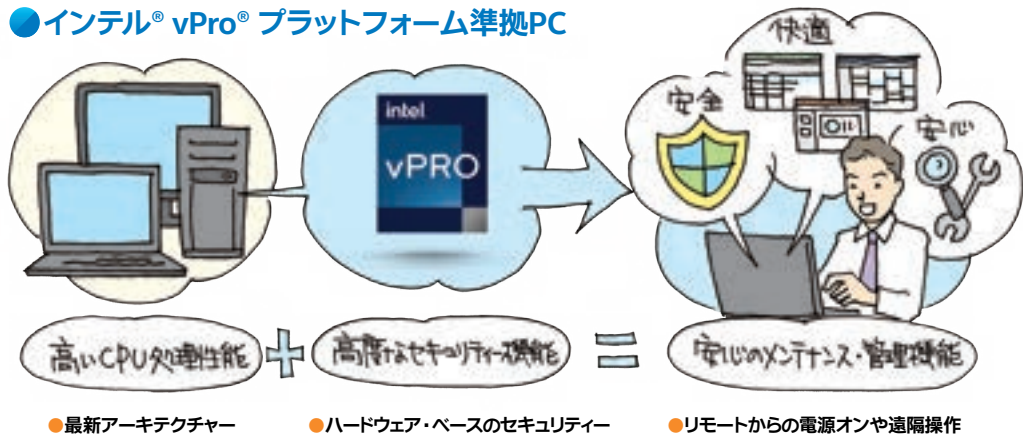 インテル® vPro® プラットフォーム準拠PC
快適
安全
安心
intel
vPRO
高いCPU処理性能
+
高度なセキュリティー機能
=
安心のメンテナンス・管理機能
●最新アーキテクチャー
●ハードウェア・ベースのセキュリティー
●リモートからの電源オンや遠隔操作